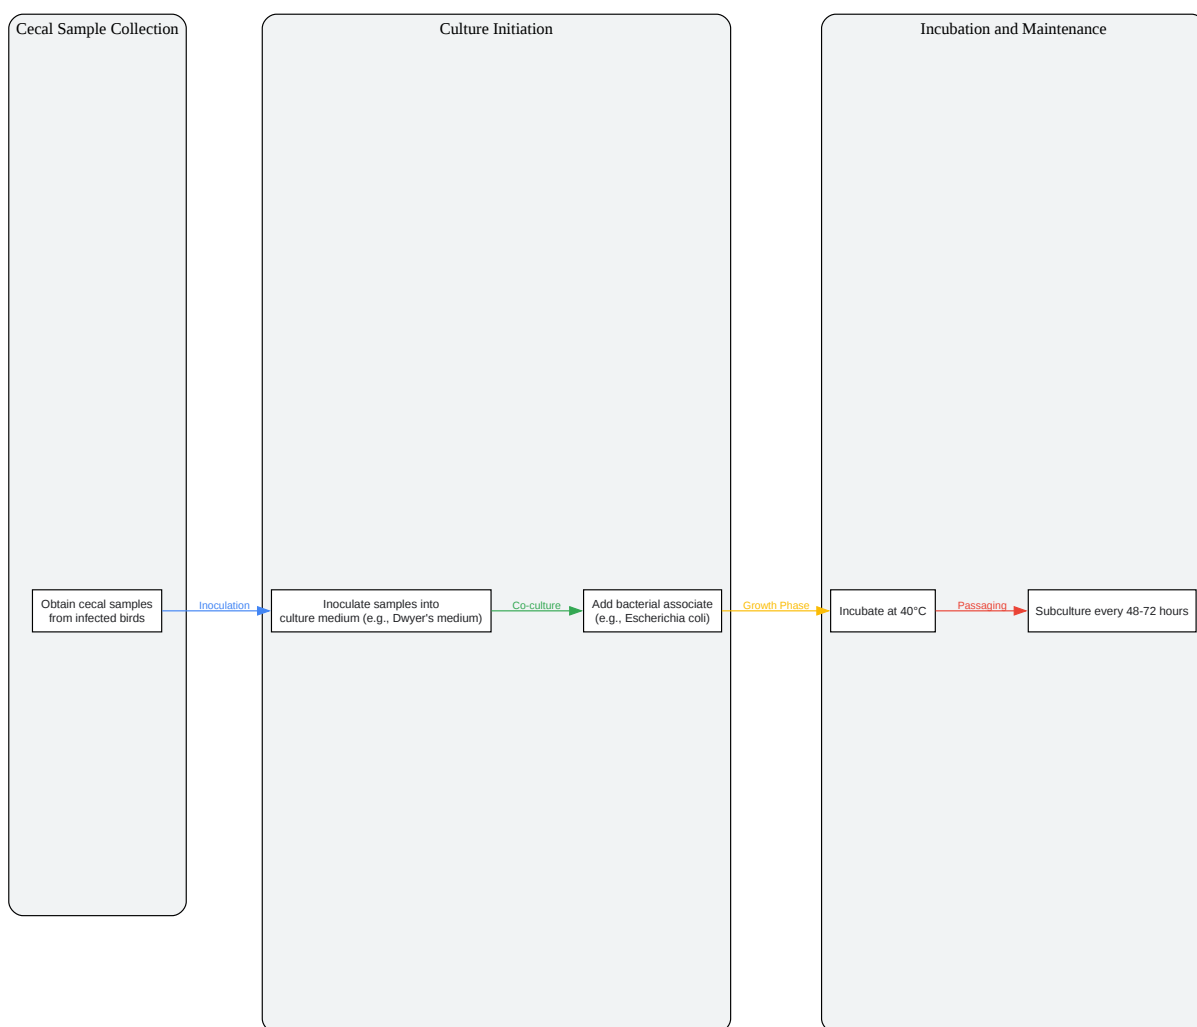 Cecal Sample Collection
Culture Initiation
Incubation and Maintenance
Obtain cecal samples
from infected birds
Inoculation
Inoculate samples into
culture medium (e.g., Dwyer's medium)
Co-culture
Add bacterial associate
(e.g., Escherichia coli)
Growth Phase
Incubate at 40°C
Passaging
Subculture every 48-72 hours